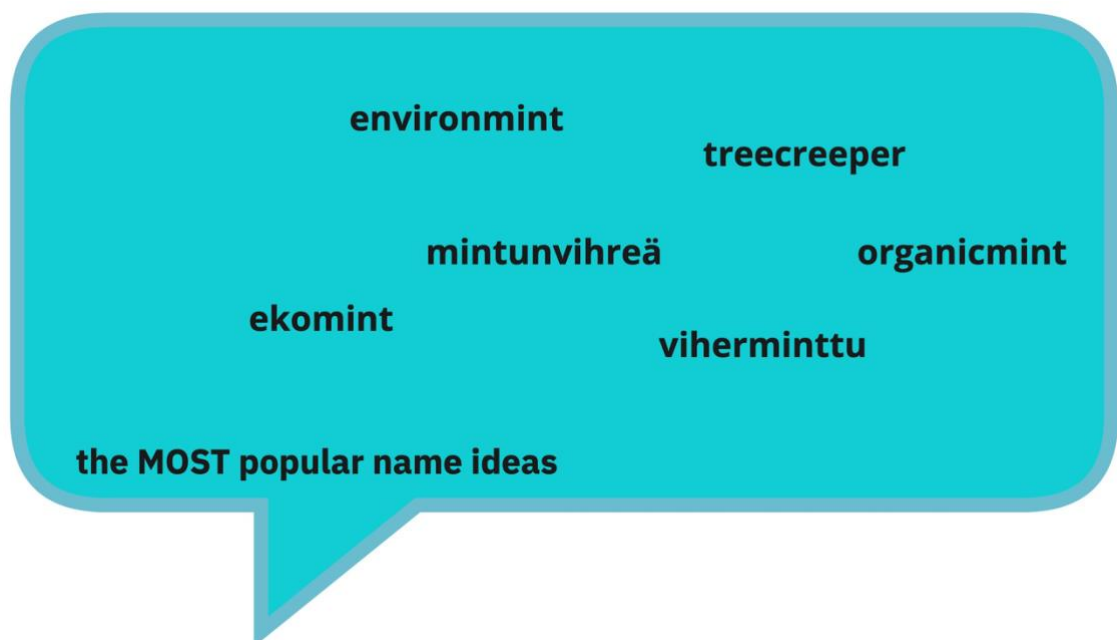 environmint
treecreeper
mintunvihreä
organicmint
ekomint
viherminttu
the MOST popular name ideas